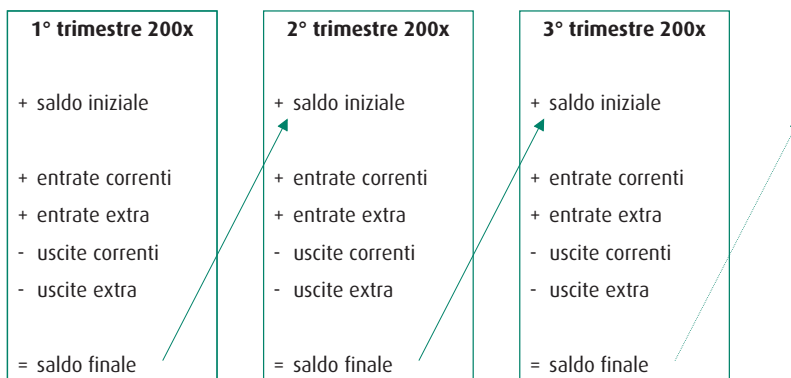 1° trimestre 200x
+ saldo iniziale
+ entrate correnti
+ entrate extra
- uscite correnti
- uscite extra
= saldo finale
2° trimestre 200x
+ saldo iniziale
+ entrate correnti
+ entrate extra
- uscite correnti
- uscite extra
= saldo finale
3° trimestre 200x
+ saldo iniziale
+ entrate correnti
+ entrate extra
- uscite correnti
- uscite extra
= saldo finale